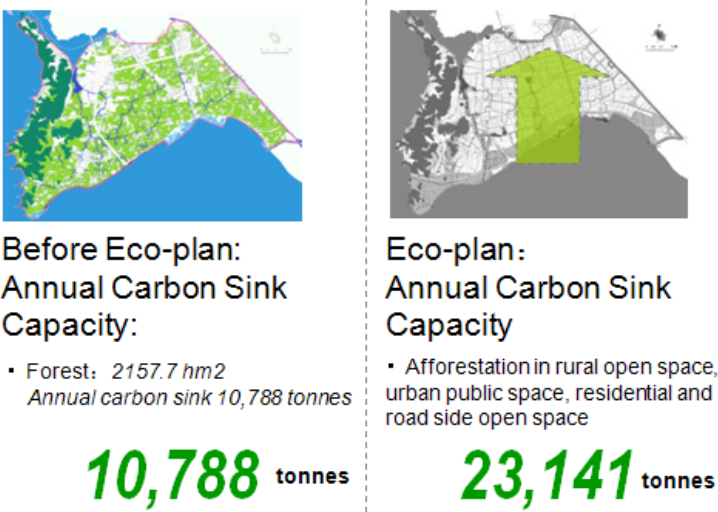 Before Eco-plan:
Annual Carbon Sink
Capacity:
▪ Forest：2157.7 hm2
Annual carbon sink 10,788 tonnes
10,788 tonnes
Eco-plan：
Annual Carbon Sink
Capacity
▪ Afforestation in rural open space,
urban public space, residential and
road side open space
23,141 tonnes